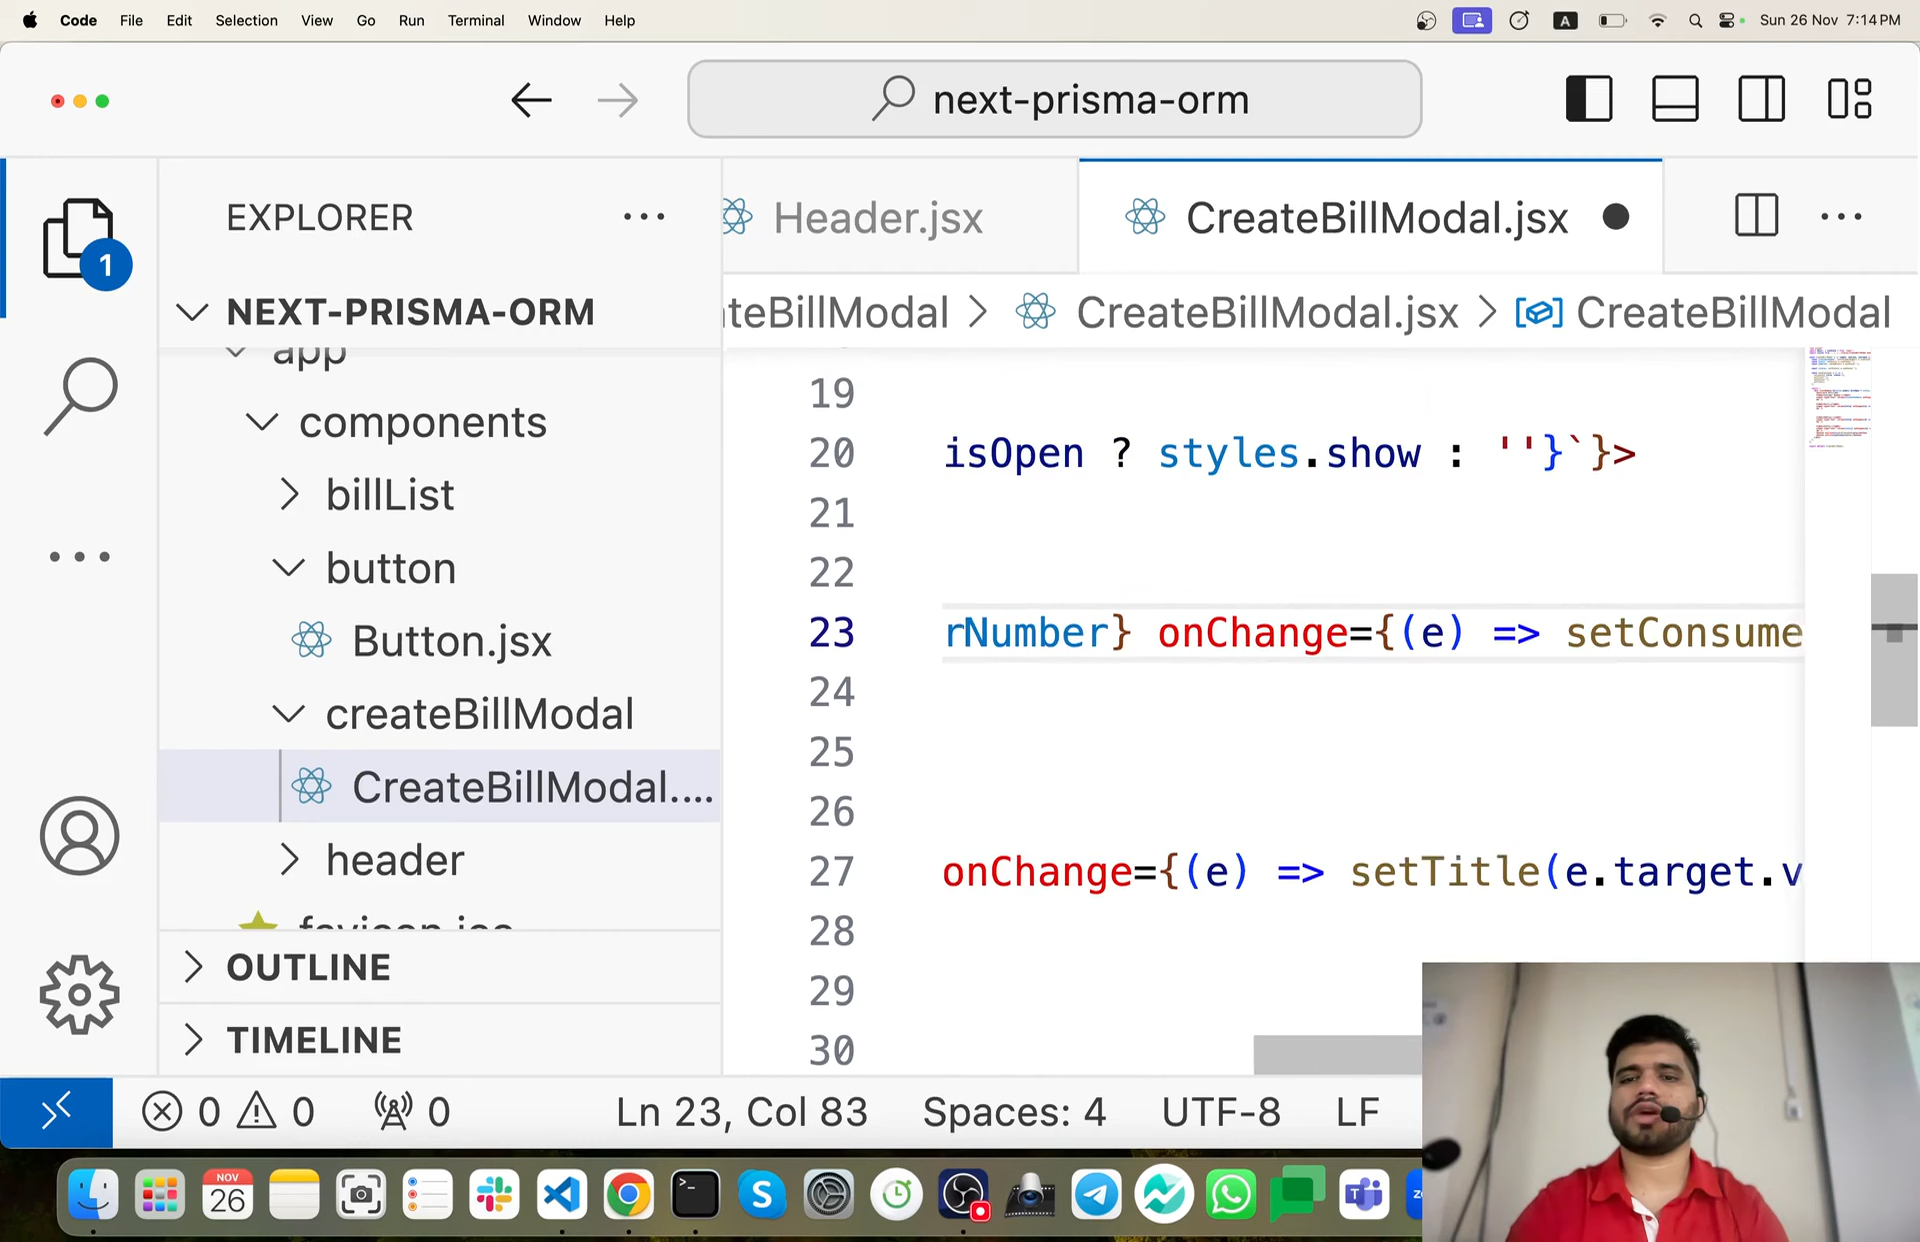 Code File Edit Selection View Go Run Terminal Window Help
A
Sun 26 Nov 7:14 PM
next-prisma-orm
EXPLORER
Header.jsx
CreateBillModal.jsx
1
NEXT-PRISMA-ORM
teBillModal > CreateBillModal.jsx > CreateBillModal
app
components
billList
button
Button.jsx
createBillModal
CreateBillModal....
header
favicon.ico
OUTLINE
TIMELINE
19
20 isOpen ? styles.show : ''}`}>
21
22
23 rNumber} onChange={(e) => setConsume
24
25
26
27 onChange={(e) => setTitle(e.target.v
28
29
30
0 0 0 Ln 23, Col 83 Spaces: 4 UTF-8 LF
NOV
26
S
T